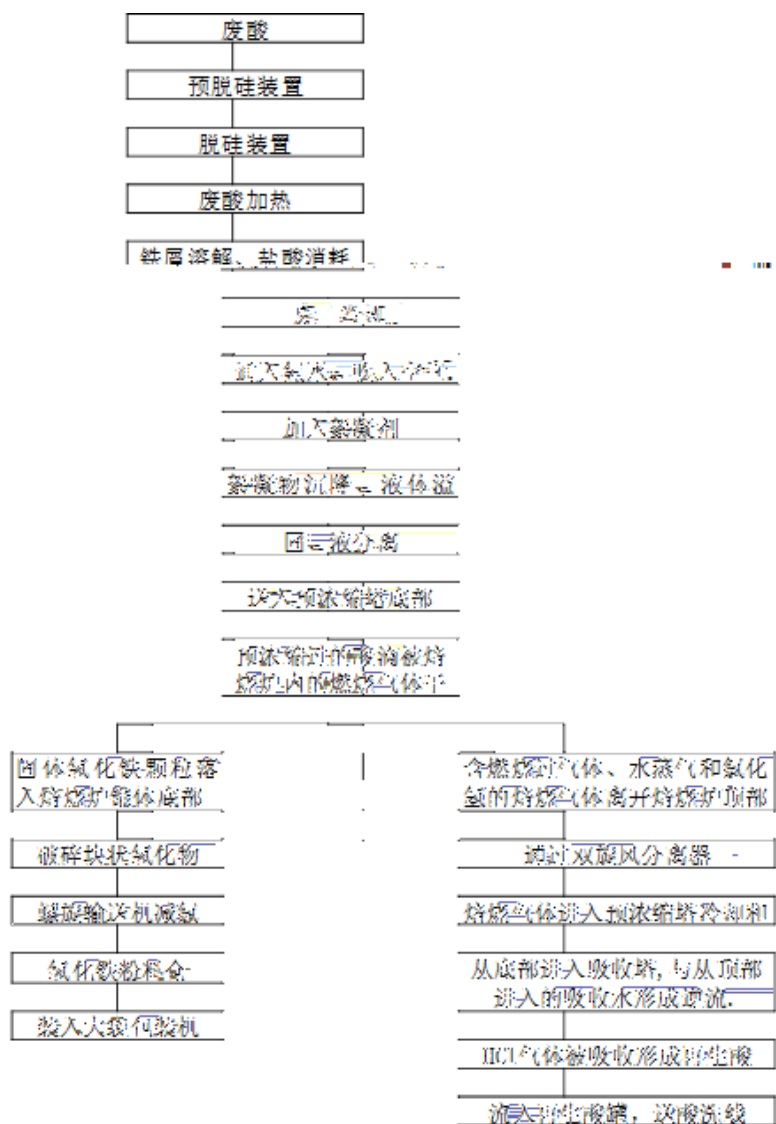 废酸
预脱硅装置
脱硅装置
废酸加热
铁屑溶解、盐酸消耗
加入絮凝剂
絮凝物沉降、液体溢
固、液分离
送入预浓缩塔底部
预浓缩过的酸滴被焙
烧炉内的燃烧气体干
固体氧化铁颗粒落
入焙烧炉锥体底部
含燃烧过气体、水蒸气和氯化
氢的焙烧气体离开焙烧炉顶部
破碎块状氧化物
通过双旋风分离器
螺旋输送机减氯
焙烧气体进入预浓缩塔冷却和
氧化铁粉料仓
从底部进入吸收塔,与从顶部
进入的吸收水形成逆流.
装入大袋包装机
HCl气体被吸收形成再生酸
流入再生酸罐，送酸洗线